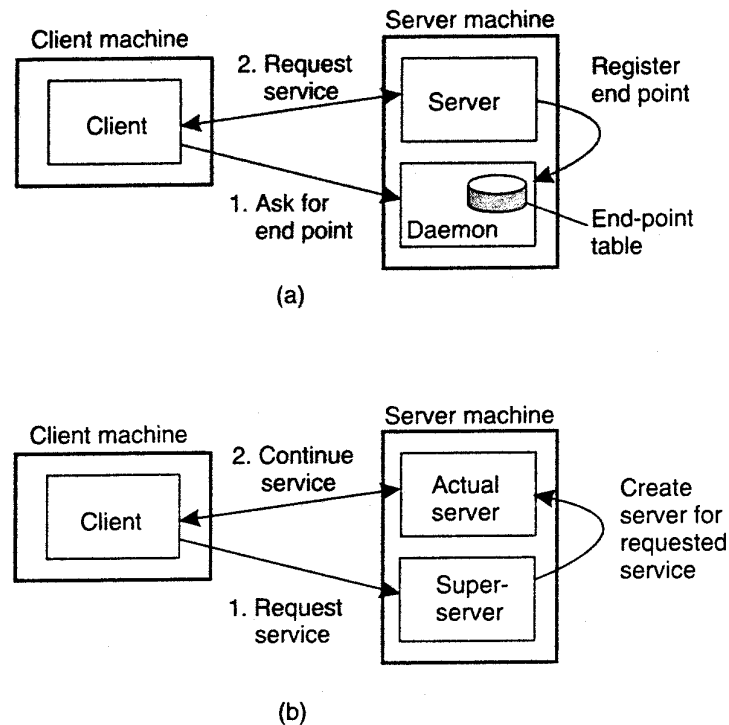 Client machine
Server machine
2. Request
service
Client
Server
Register
end point
1. Ask for
end point
Daemon
End-point
table
(a)
Client machine
Server machine
2. Continue
service
Client
Actual
server
Create
server for
requested
service
1. Request
service
Super-
server
(b)